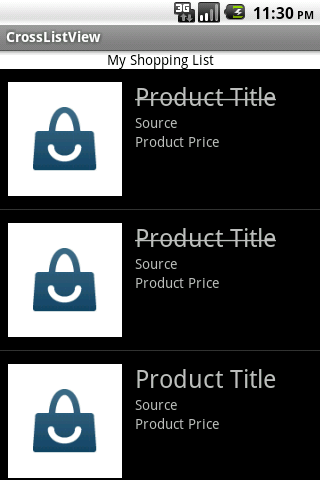 3G 11:30 PM
CrossListView
My Shopping List
Product Title
Source
Product Price
Product Title
Source
Product Price
Product Title
Source
Product Price